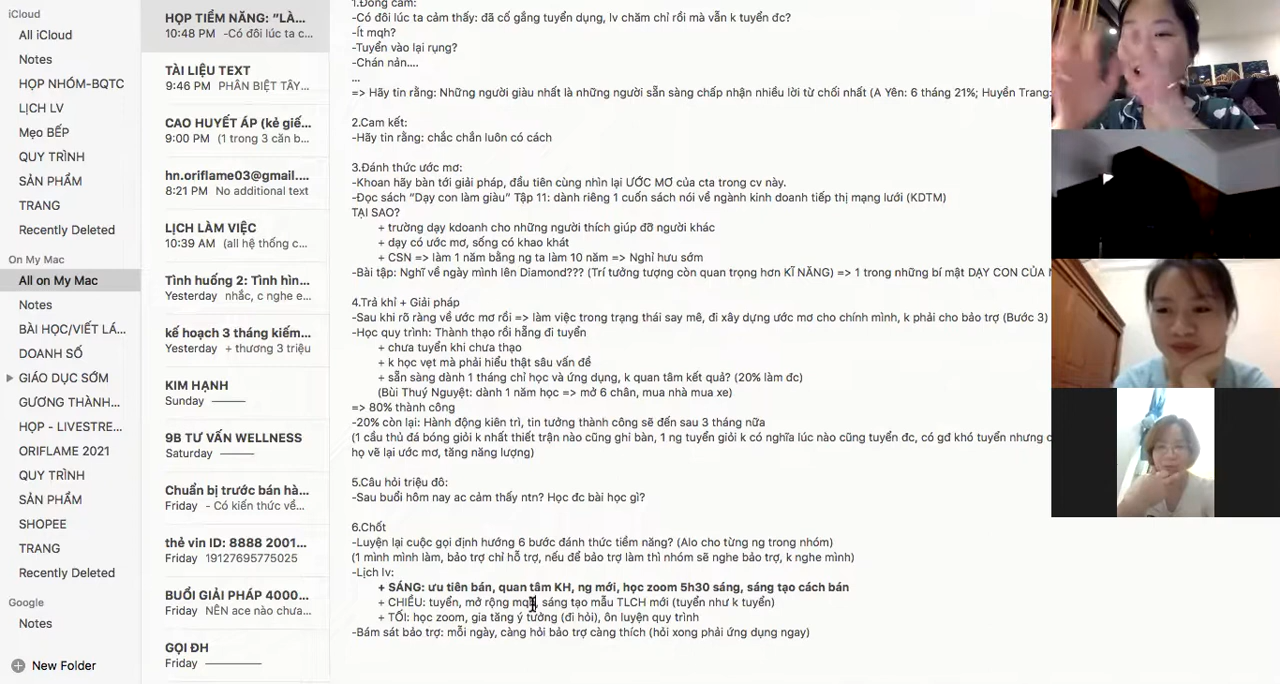 iCloud
All iCloud
Notes
HỌP NHÓM-BQTC
LỊCH LV
Mẹo BẾP
QUY TRÌNH
SẢN PHẨM
TRANG
Recently Deleted
On My Mac
All on My Mac
Notes
BÀI HỌC/VIẾT LÁ...
DOANH SỐ
GIÁO DỤC SỚM
GƯƠNG THÀNH...
HỌP - LIVESTRE...
ORIFLAME 2021
QUY TRÌNH
SẢN PHẨM
SHOPEE
TRANG
Recently Deleted
Google
Notes
New Folder
HỌP TIỀM NĂNG: "LÀ...
10:48 PM -Có đôi lúc ta c...
TÀI LIỆU TEXT
9:46 PM PHÂN BIỆT TÂY...
CAO HUYẾT ÁP (kẻ giế...
9:00 PM (1 trong 3 căn b...
hn.oriflame03@gmail....
8:21 PM No additional text
LỊCH LÀM VIỆC
10:39 AM (all hệ thống c...
Tình huống 2: Tình hìn...
Yesterday nhắc, c nghe e...
kế hoạch 3 tháng kiếm...
Yesterday + thương 3 triệu
KIM HẠNH
Sunday ———
9B TƯ VẤN WELLNESS
Saturday ———
Chuẩn bị trước bán hà...
Friday - Có kiến thức về...
thẻ vin ID: 8888 2001...
Friday 19127695775025
BUỔI GIẢI PHÁP 4000...
Friday NÊN ace nào chưa...
GỌI ĐH
Friday ————
1.Đồng cảm:
-Có đôi lúc ta cảm thấy: đã cố gắng tuyển dụng, lv chăm chỉ rồi mà vẫn k tuyển đc?
-Ít mqh?
-Tuyển vào lại rụng?
-Chán nản....
...
=> Hãy tin rằng: Những người giàu nhất là những người sẵn sàng chấp nhận nhiều lời từ chối nhất (A Yên: 6 tháng 21%; Huyền Trang:
2.Cam kết:
-Hãy tin rằng: chắc chắn luôn có cách
3.Đánh thức ước mơ:
-Khoan hãy bàn tới giải pháp, đầu tiên cùng nhìn lại ƯỚC MƠ của cta trong cv này.
-Đọc sách "Dạy con làm giàu" Tập 11: dành riêng 1 cuốn sách nói về ngành kinh doanh tiếp thị mạng lưới (KDTM)
TẠI SAO?
+ trường dạy kdoanh cho những người thích giúp đỡ người khác
+ dạy có ước mơ, sống có khao khát
+ CSN => làm 1 năm bằng ng ta làm 10 năm => Nghỉ hưu sớm
-Bài tập: Nghĩ về ngày mình lên Diamond??? (Trí tưởng tượng còn quan trọng hơn KĨ NĂNG) => 1 trong những bí mật DẠY CON CỦA
4.Trả khỉ + Giải pháp
-Sau khi rõ ràng về ước mơ rồi => làm việc trong trạng thái say mê, đi xây dựng ước mơ cho chính mình, k phải cho bảo trợ (Bước 3)
-Học quy trình: Thành thạo rồi hẵng đi tuyển
+ chưa tuyển khi chưa thạo
+ k học vẹt mà phải hiểu thật sâu vấn đề
+ sẵn sàng dành 1 tháng chỉ học và ứng dụng, k quan tâm kết quả? (20% làm đc)
(Bùi Thuý Nguyệt: dành 1 năm học => mở 6 chân, mua nhà mua xe)
=> 80% thành công
-20% còn lại: Hành động kiên trì, tin tưởng thành công sẽ đến sau 3 tháng nữa
(1 cầu thủ đá bóng giỏi k nhất thiết trận nào cũng ghi bàn, 1 ng tuyển giỏi k có nghĩa lúc nào cũng tuyển đc, có gđ khó tuyển nhưng
họ vẽ lại ước mơ, tăng năng lượng)
5.Câu hỏi triệu đô:
-Sau buổi hôm nay ac cảm thấy ntn? Học đc bài học gì?
6.Chốt
-Luyện lại cuộc gọi định hướng 6 bước đánh thức tiềm năng? (Alo cho từng ng trong nhóm)
(1 mình mình làm, bảo trợ chỉ hỗ trợ, nếu để bảo trợ làm thì nhóm sẽ nghe bảo trợ, k nghe mình)
-Lịch lv:
+ SÁNG: ưu tiên bán, quan tâm KH, ng mới, học zoom 5h30 sáng, sáng tạo cách bán
+ CHIỀU: tuyển, mở rộng mqh, sáng tạo mẫu TLCH mới (tuyển như k tuyển)
+ TỐI: học zoom, gia tăng ý tưởng (đi hỏi), ôn luyện quy trình
-Bám sát bảo trợ: mỗi ngày, càng hỏi bảo trợ càng thích (hỏi xong phải ứng dụng ngay)